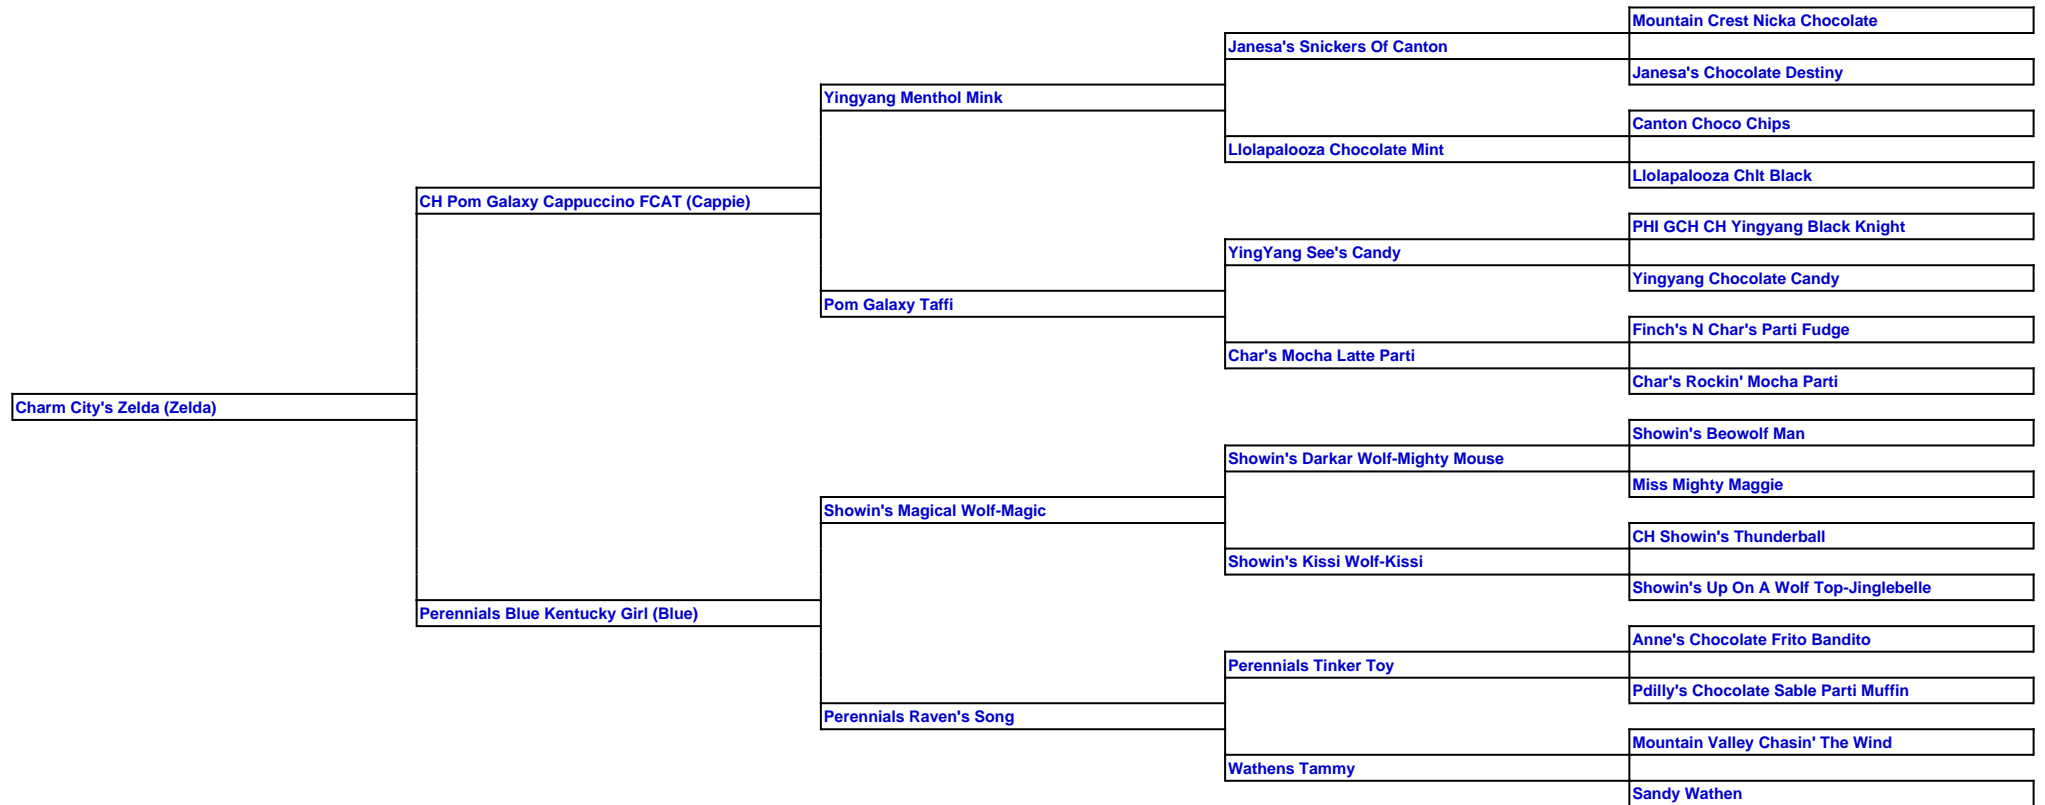 Mountain Crest Nicka Chocolate
Janesa's Snickers Of Canton
Janesa's Chocolate Destiny
Yingyang Menthol Mink
Canton Choco Chips
Llolapalooza Chocolate Mint
Llolapalooza Chlt Black
CH Pom Galaxy Cappuccino FCAT (Cappie)
PHI GCH CH Yingyang Black Knight
YingYang See's Candy
Yingyang Chocolate Candy
Pom Galaxy Taffi
Finch's N Char's Parti Fudge
Char's Mocha Latte Parti
Char's Rockin' Mocha Parti
Charm City's Zelda (Zelda)
Showin's Beowolf Man
Showin's Darkar Wolf-Mighty Mouse
Miss Mighty Maggie
Showin's Magical Wolf-Magic
CH Showin's Thunderball
Showin's Kissi Wolf-Kissi
Showin's Up On A Wolf Top-Jinglebelle
Perennials Blue Kentucky Girl (Blue)
Anne's Chocolate Frito Bandito
Perennials Tinker Toy
Pdilly's Chocolate Sable Parti Muffin
Perennials Raven's Song
Mountain Valley Chasin' The Wind
Wathens Tammy
Sandy Wathen